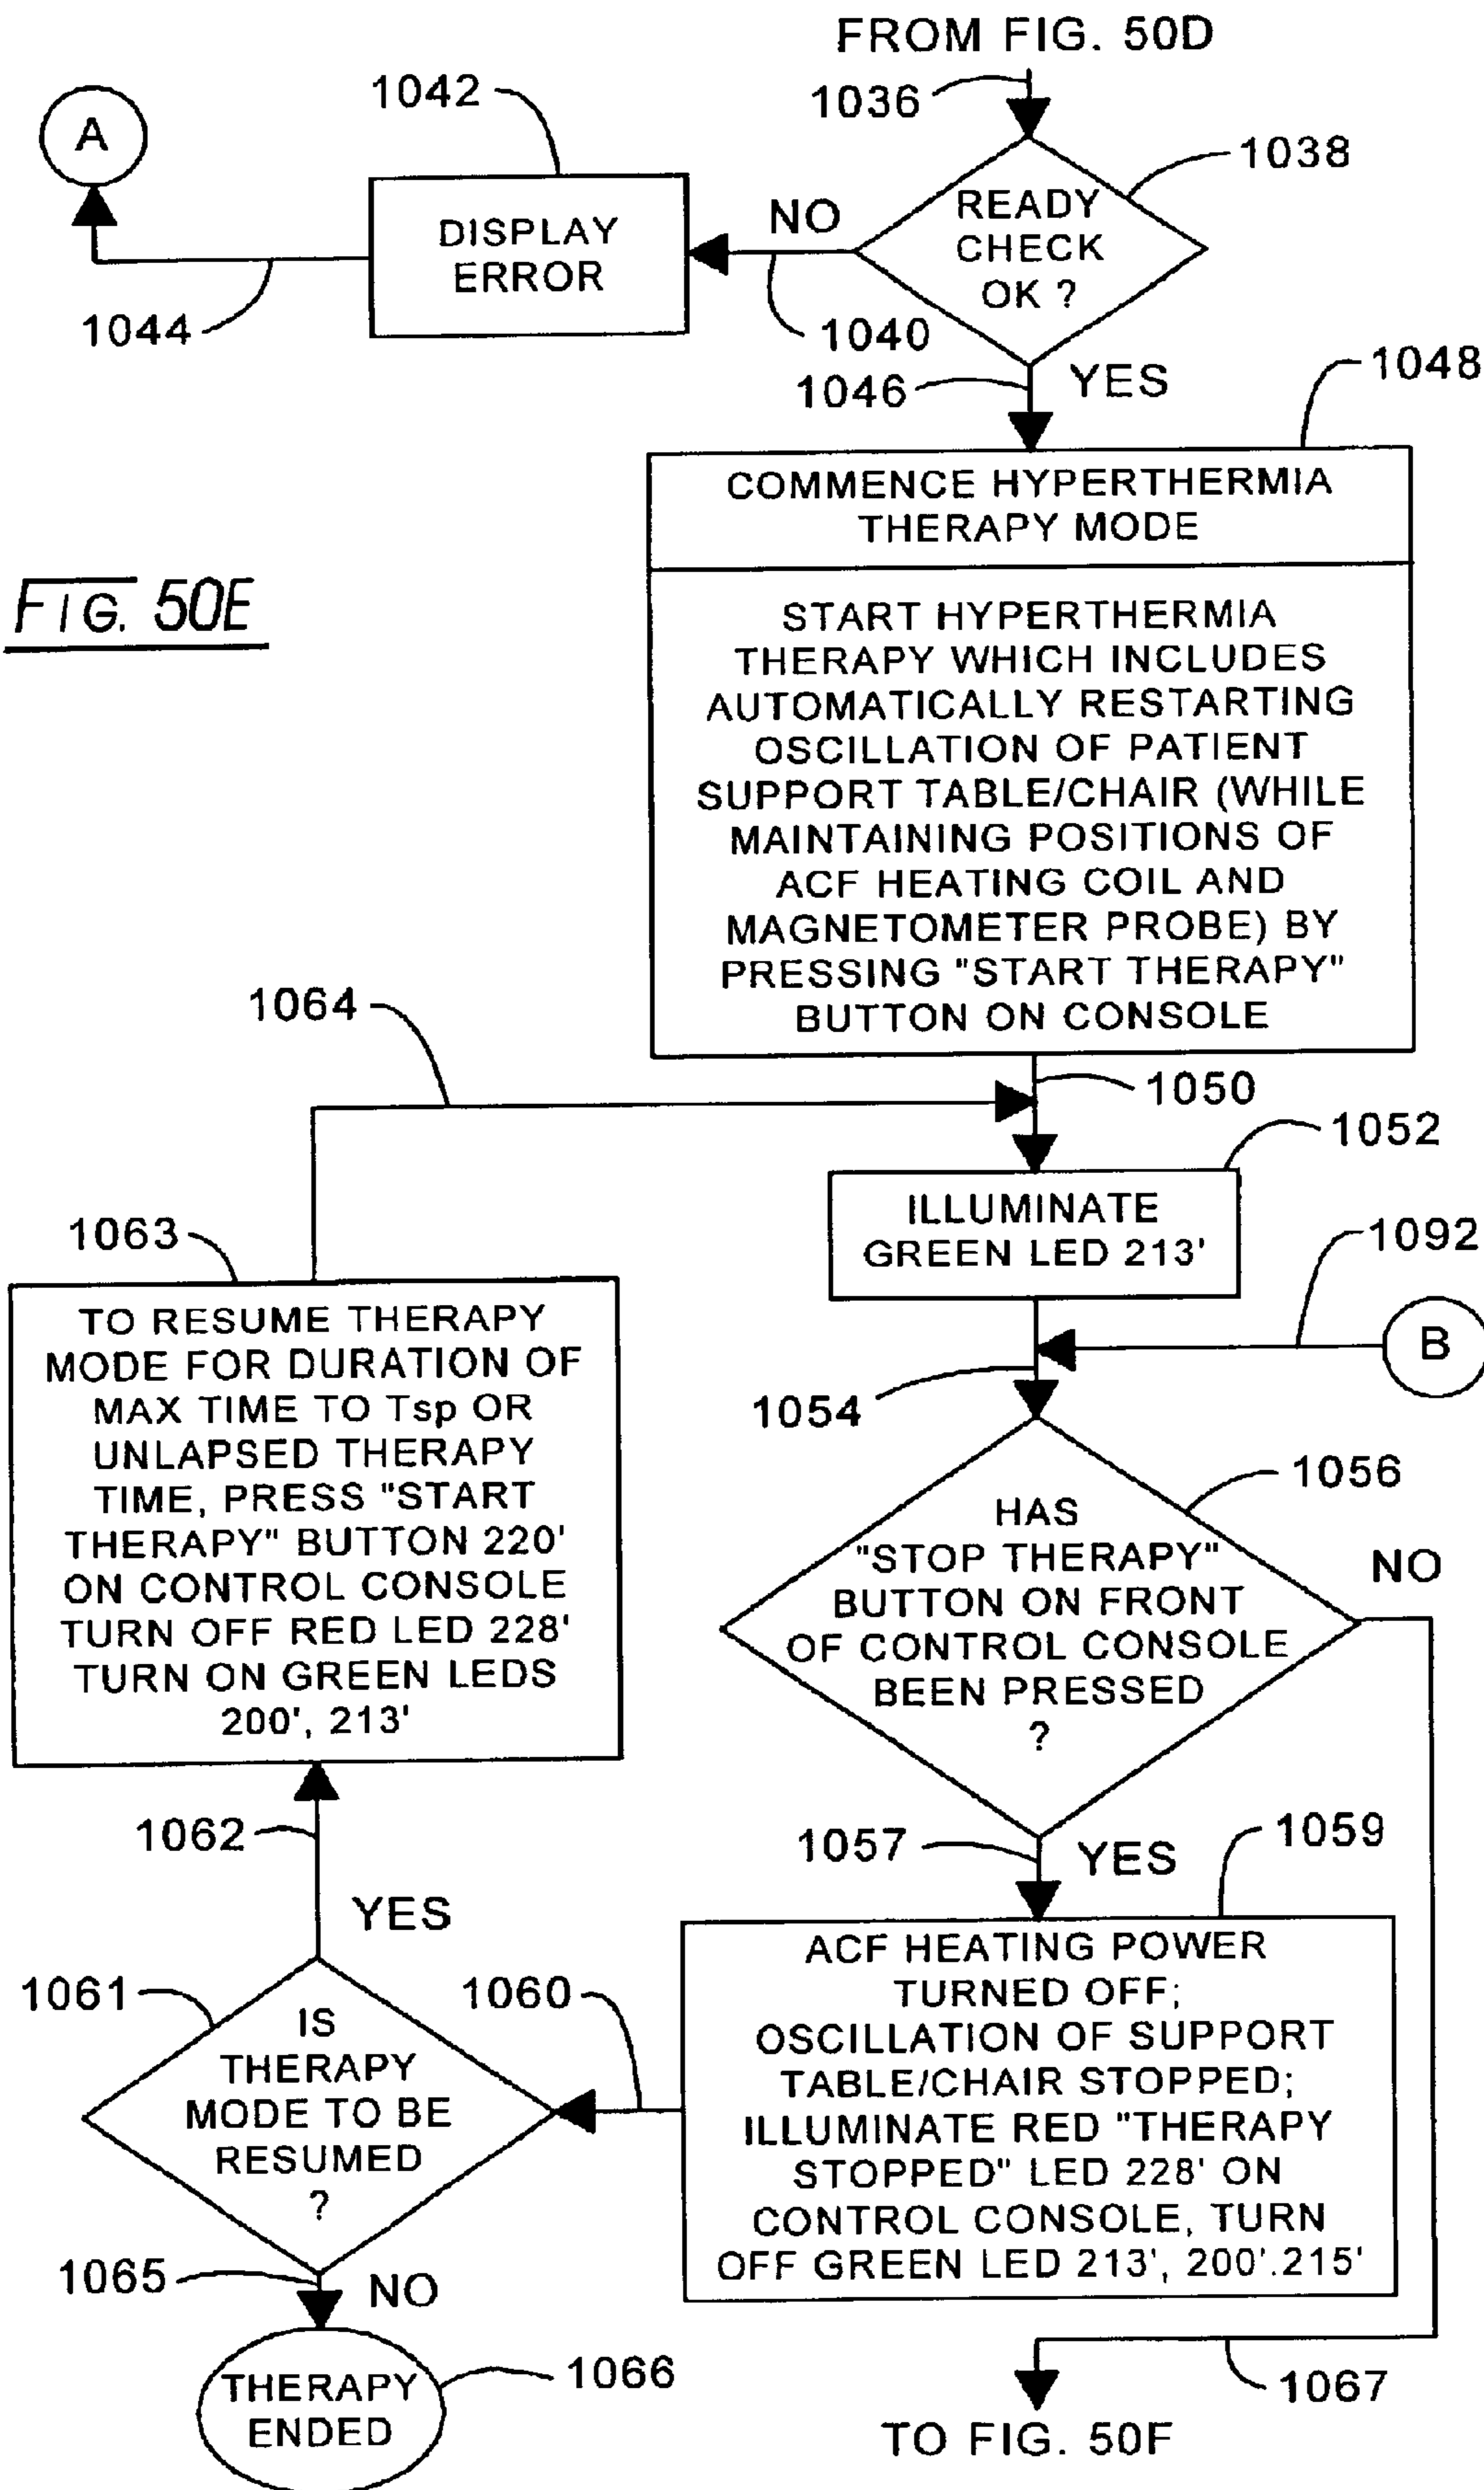 FROM FIG. 50D
1036
A
1042
1038
READY
CHECK
OK ?
NO
DISPLAY
ERROR
1044
1040
1046
YES
1048
COMMENCE HYPERTHERMIA
THERAPY MODE
FIG. 50E
START HYPERTHERMIA
THERAPY WHICH INCLUDES
AUTOMATICALLY RESTARTING
OSCILLATION OF PATIENT
SUPPORT TABLE/CHAIR (WHILE
MAINTAINING POSITIONS OF
ACF HEATING COIL AND
MAGNETOMETER PROBE) BY
PRESSING "START THERAPY"
BUTTON ON CONSOLE
1064
1050
1052
ILLUMINATE
GREEN LED 213'
1092
B
1054
1063
TO RESUME THERAPY
MODE FOR DURATION OF
MAX TIME TO Tsp OR
UNLAPSED THERAPY
TIME, PRESS "START
THERAPY" BUTTON 220'
ON CONTROL CONSOLE
TURN OFF RED LED 228'
TURN ON GREEN LEDS
200', 213'
1056
HAS
"STOP THERAPY"
BUTTON ON FRONT
OF CONTROL CONSOLE
BEEN PRESSED
?
NO
1062
YES
1057
YES
1059
ACF HEATING POWER
TURNED OFF;
OSCILLATION OF SUPPORT
TABLE/CHAIR STOPPED;
ILLUMINATE RED "THERAPY
STOPPED" LED 228' ON
CONTROL CONSOLE, TURN
OFF GREEN LED 213', 200'.215'
1061
1060
IS
THERAPY
MODE TO BE
RESUMED
?
1065
NO
THERAPY
ENDED
1066
1067
TO FIG. 50F